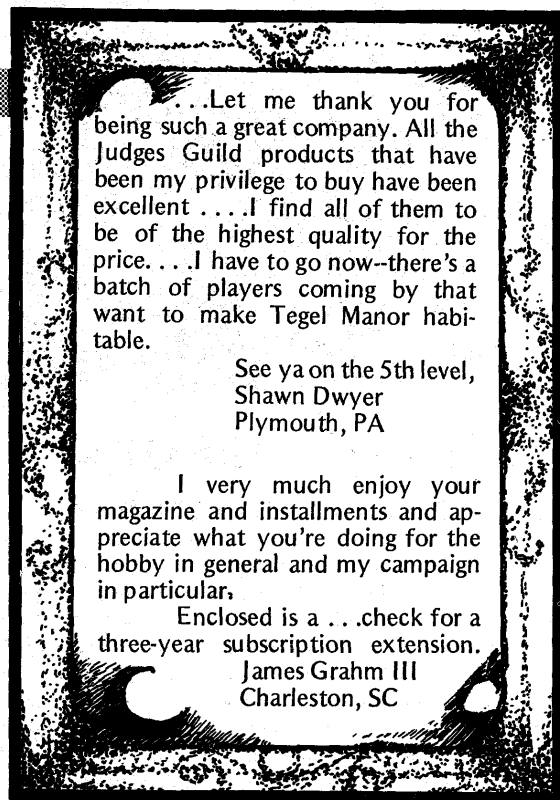 ...Let me thank you for
being such a great company. All the
Judges Guild products that have
been my privilege to buy have been
excellent ....I find all of them to
be of the highest quality for the
price....I have to go now--there's a
batch of players coming by that
want to make Tegel Manor habi-
table.
See ya on the 5th level,
Shawn Dwyer
Plymouth, PA
I very much enjoy your
magazine and installments and ap-
preciate what you're doing for the
hobby in general and my campaign
in particular.
Enclosed is a ...check for a
three-year subscription extension.
James Grahm III
Charleston, SC